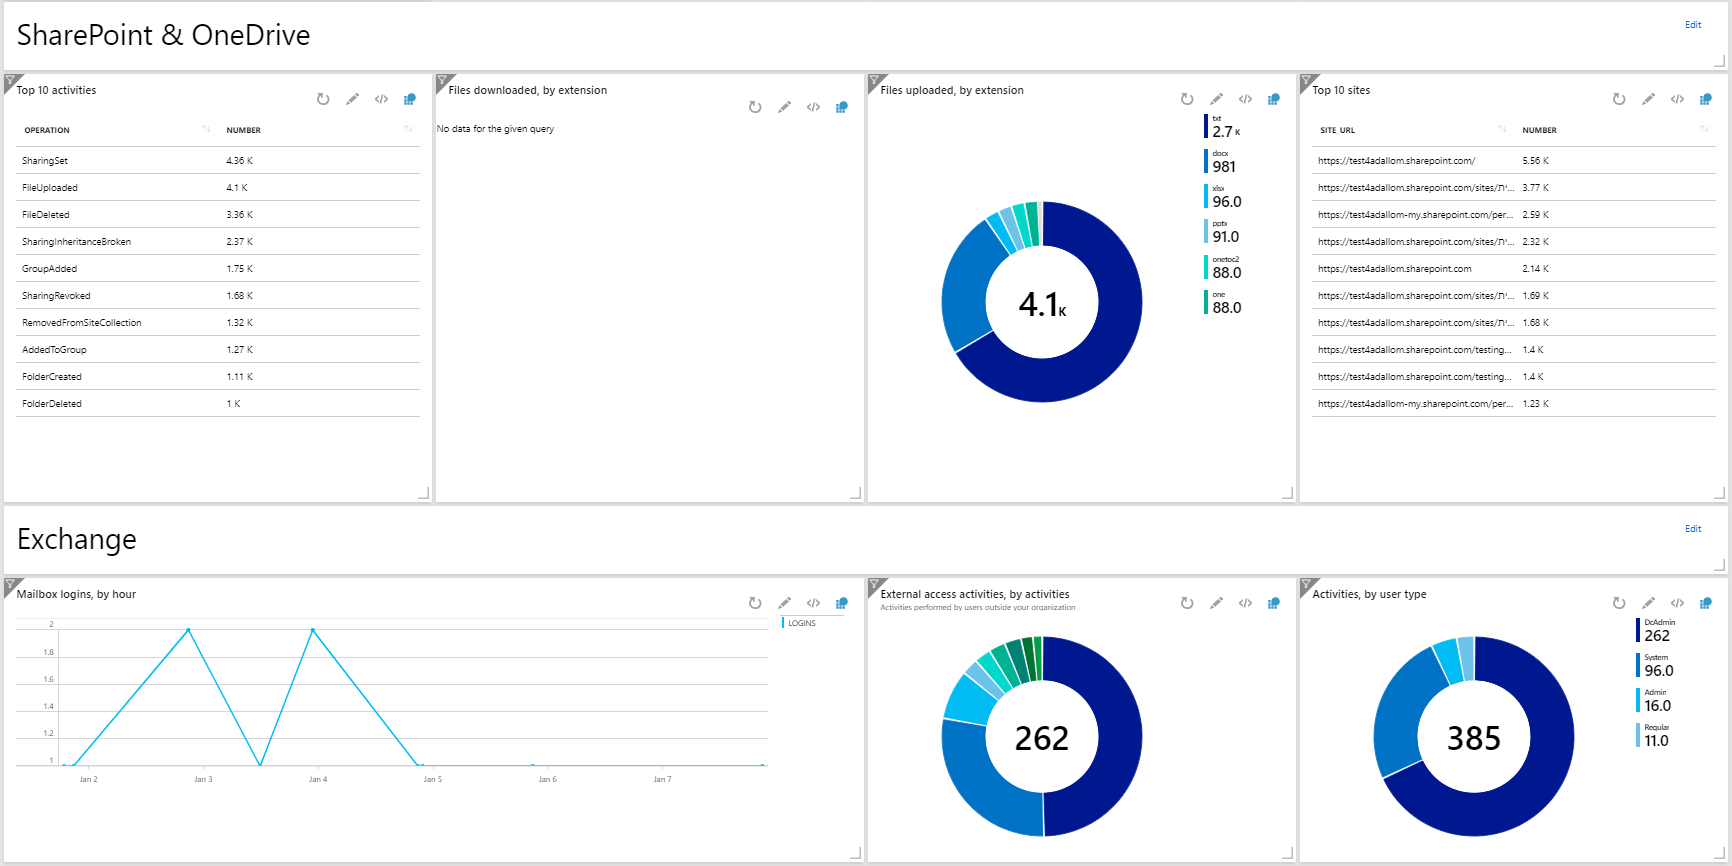 SharePoint & OneDrive
Edit
Top 10 activities
OPERATION NUMBER
SharingSet 4.36 K
FileUploaded 4.1 K
FileDeleted 3.36 K
SharingInheritanceBroken 2.37 K
GroupAdded 1.75 K
SharingRevoked 1.68 K
RemovedFromSiteCollection 1.32 K
AddedToGroup 1.27 K
FolderCreated 1.11 K
FolderDeleted 1 K
Files downloaded, by extension
No data for the given query
Files uploaded, by extension
txt
2.7 K
docx
981
xlsx
96.0
pptx
91.0
onetoc2
88.0
one
88.0
4.1 K
Top 10 sites
SITE URL NUMBER
https://test4adallom.sharepoint.com/ 5.56 K
https://test4adallom.sharepoint.com/sites/ית... 3.77 K
https://test4adallom-my.sharepoint.com/per... 2.59 K
https://test4adallom.sharepoint.com/sites/ית... 2.32 K
https://test4adallom.sharepoint.com 2.14 K
https://test4adallom.sharepoint.com/sites/ית... 1.69 K
https://test4adallom.sharepoint.com/sites/ית... 1.68 K
https://test4adallom.sharepoint.com/testing... 1.4 K
https://test4adallom.sharepoint.com/testing... 1.4 K
https://test4adallom-my.sharepoint.com/per... 1.23 K
Exchange
Edit
Mailbox logins, by hour
LOGINS
2
1.8
1.6
1.4
1.2
1
Jan 2 Jan 3 Jan 4 Jan 5 Jan 6 Jan 7
External access activities, by activities
Activities performed by users outside your organization
262
Activities, by user type
DcAdmin
262
System
96.0
Admin
16.0
Regular
11.0
385